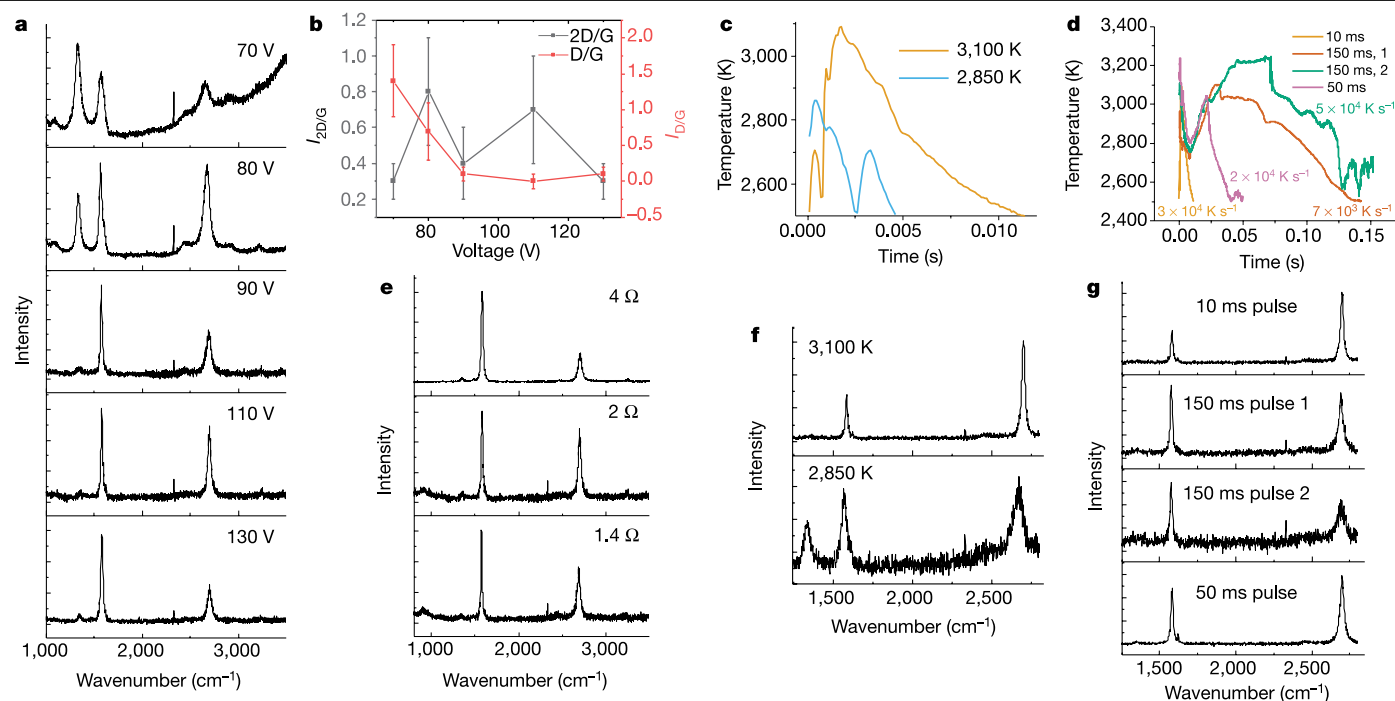 a
70 V
80 V
90 V
110 V
130 V
Intensity
1,000 2,000 3,000
Wavenumber (cm⁻¹)
b
2D/G
D/G
1.2
1.0
0.8
0.6
0.4
0.2
I2D/G
2.0
1.5
1.0
0.5
0.0
−0.5
ID/G
80 100 120
Voltage (V)
c
3,100 K
2,850 K
3,000
2,800
2,600
Temperature (K)
0.000 0.005 0.010
Time (s)
d
3,400
3,200
3,000
2,800
2,600
2,400
Temperature (K)
10 ms
150 ms, 1
150 ms, 2
50 ms
5 × 10⁴ K s⁻¹
2 × 10⁴ K s⁻¹
3 × 10⁴ K s⁻¹
7 × 10³ K s⁻¹
0.00 0.05 0.10 0.15
Time (s)
e
4 Ω
2 Ω
1.4 Ω
1,000 2,000 3,000
Wavenumber (cm⁻¹)
f
3,100 K
2,850 K
Intensity
1,500 2,000 2,500
Wavenumber (cm⁻¹)
g
10 ms pulse
150 ms pulse 1
150 ms pulse 2
50 ms pulse
Intensity
1,500 2,000 2,500
Wavenumber (cm⁻¹)